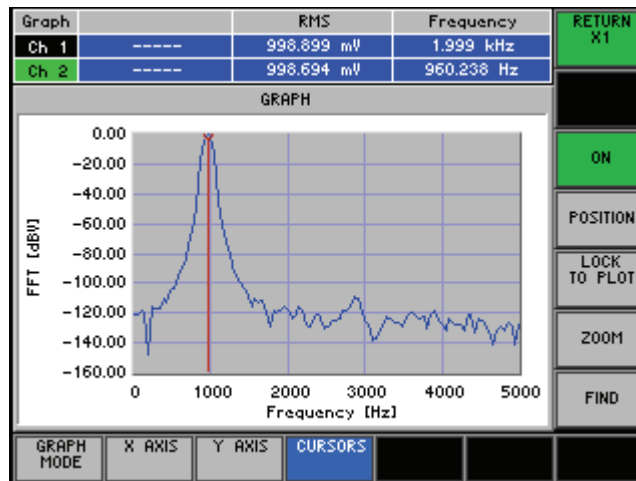 Graph RMS Frequency
Ch 1 ----- 998.899 mV 1.999 kHz
Ch 2 ----- 998.694 mV 960.238 Hz
RETURN
X1
GRAPH
ON
POSITION
LOCK
TO PLOT
ZOOM
FIND
FFT [dBV]
0.00
-20.00
-40.00
-60.00
-80.00
-100.00
-120.00
-140.00
-160.00
0 1000 2000 3000 4000 5000
Frequency [Hz]
GRAPH
MODE
X AXIS
Y AXIS
CURSORS